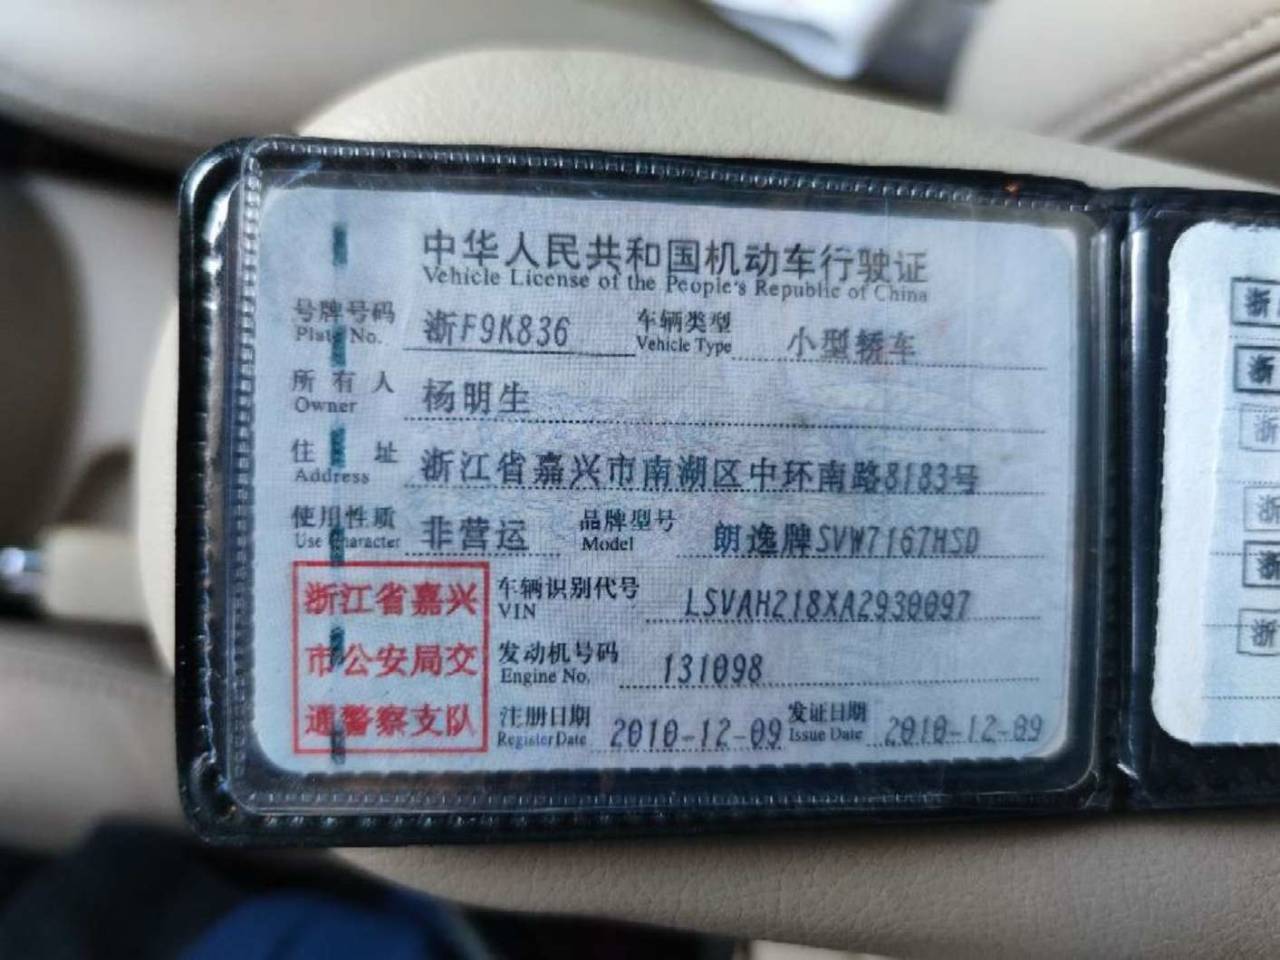 中华人民共和国机动车行驶证
Vehicle License of the People's Republic of China
号牌号码 浙F9K836 车辆类型 小型轿车
Plate No. Vehicle Type
所有人 杨明生
Owner
住址 浙江省嘉兴市南湖区中环南路8183号
Address
使用性质 非营运 品牌型号 朗逸牌SVW7167HSD
Use Character Model
浙江省嘉兴
市公安局交
通警察支队
车辆识别代号 LSVAH218XA2930097
VIN
发动机号码 131098
Engine No.
注册日期 2010-12-09 发证日期 2010-12-09
Register Date Issue Date
浙
浙
浙
浙
浙
浙